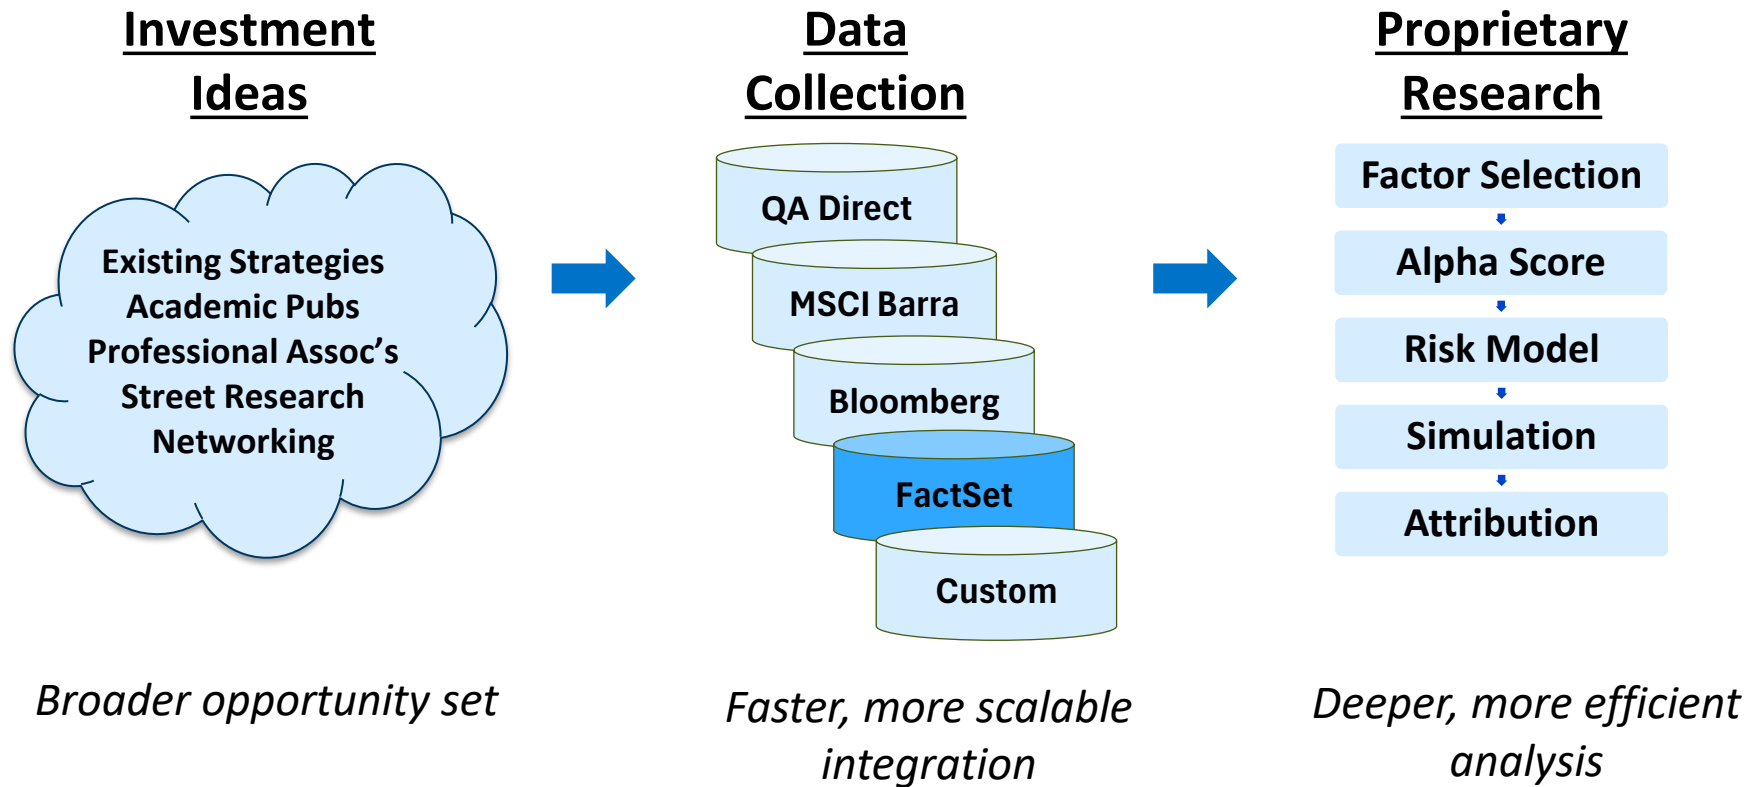 Investment
Ideas
Existing Strategies
Academic Pubs
Professional Assoc’s
Street Research
Networking
Broader opportunity set
Data
Collection
QA Direct
MSCI Barra
Bloomberg
FactSet
Custom
Faster, more scalable
integration
Proprietary
Research
Factor Selection
Alpha Score
Risk Model
Simulation
Attribution
Deeper, more efficient
analysis